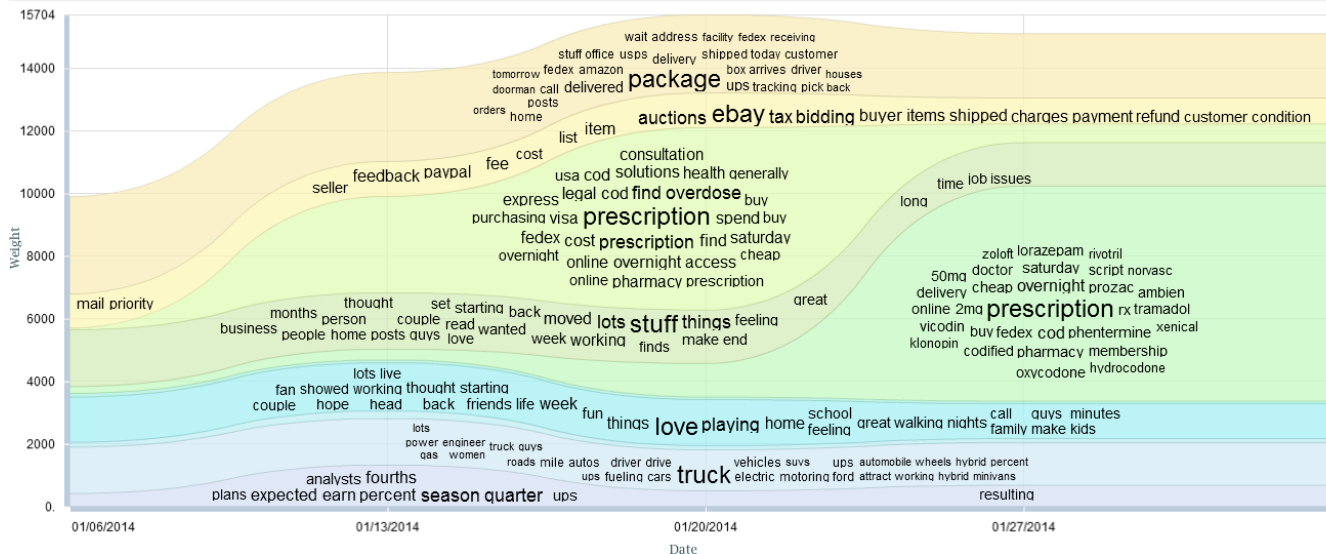 15704
14000
12000
10000
8000
6000
4000
2000
0.
Weight
wait address facility fedex receiving
stuff office usps delivery shipped today customer
tomorrow fedex amazon package box arrives driver houses
doorman call delivered ups tracking pick back
orders posts
home
auctions ebay tax bidding buyer items shipped charges payment refund customer condition
list item
fee cost
seller feedback paypal
mail priority
consultation
usa cod solutions health generally
express legal cod find overdose buy
purchasing visa prescription spend buy
fedex cost prescription find saturday
overnight online overnight access cheap
online pharmacy prescription
time job issues
long
great
months thought set starting back moved lots stuff things feeling
business person couple read wanted week working finds make end
people home posts guys love
zoloft lorazepam rivotril
50mg doctor saturday script norvasc
delivery cheap overnight prozac ambien
online 2mg prescription rx tramadol
vicodin buy fedex cod phentermine xenical
klonopin codified pharmacy membership
oxycodone hydrocodone
lots live
fan showed working thought starting
couple hope head back friends life week
fun things love playing home school great walking nights call guys minutes
feeling family make kids
lots
power engineer truck guys
gas women
roads mile autos driver drive truck vehicles suvs ups automobile wheels hybrid percent
ups fueling cars electric motoring ford attract working hybrid minivans
analysts fourths
plans expected earn percent season quarter ups
resulting
01/06/2014 01/13/2014 01/20/2014 01/27/2014
Date